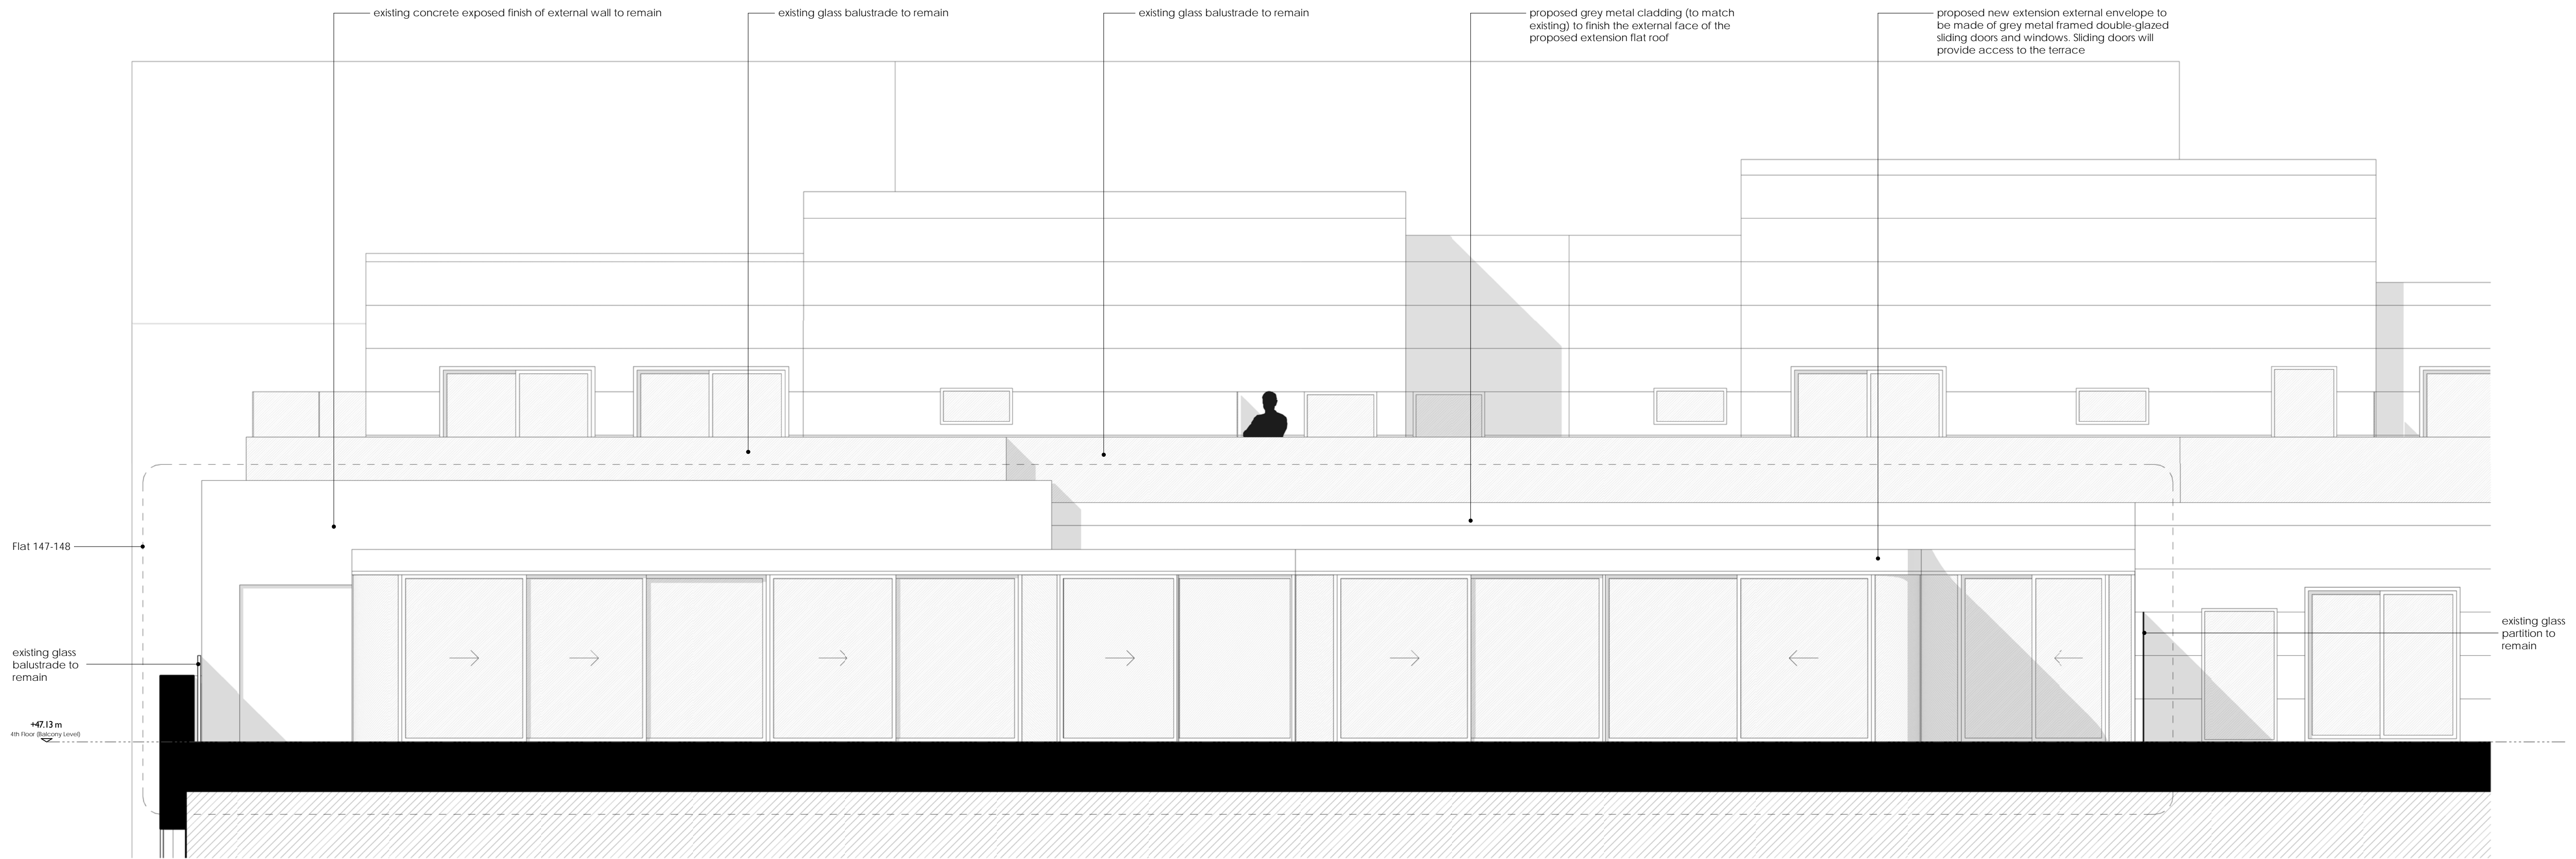 existing concrete exposed finish of external wall to remain
existing glass balustrade to remain
existing glass balustrade to remain
proposed grey metal cladding (to match
existing) to finish the external face of the
proposed extension flat roof
proposed new extension external envelope to
be made of grey metal framed double-glazed
sliding doors and windows. Sliding doors will
provide access to the terrace
Flat 147-148
existing glass
balustrade to
remain
+47.13 m
4th Floor (Balcony Level)
existing glass
partition to
remain